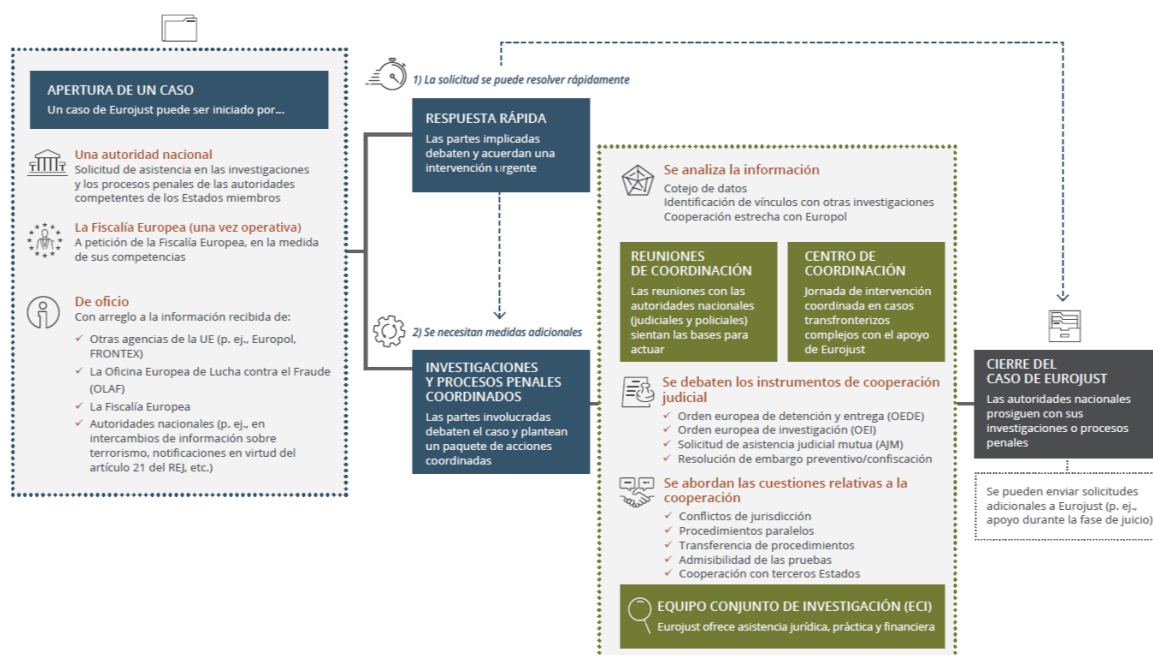 APERTURA DE UN CASO
Un caso de Eurojust puede ser iniciado por...
Una autoridad nacional
Solicitud de asistencia en las investigaciones
y los procesos penales de las autoridades
competentes de los Estados miembros
La Fiscalía Europea (una vez operativa)
A petición de la Fiscalía Europea, en la medida
de sus competencias
De oficio
Con arreglo a la información recibida de:
✓ Otras agencias de la UE (p. ej., Europol,
FRONTEX)
✓ La Oficina Europea de Lucha contra el Fraude
(OLAF)
✓ La Fiscalía Europea
✓ Autoridades nacionales (p. ej., en
intercambios de información sobre
terrorismo, notificaciones en virtud del
artículo 21 del REJ, etc.)
1) La solicitud se puede resolver rápidamente
RESPUESTA RÁPIDA
Las partes implicadas
debaten y acuerdan una
intervención urgente
2) Se necesitan medidas adicionales
INVESTIGACIONES
Y PROCESOS PENALES
COORDINADOS
Las partes involucradas
debaten el caso y plantean
un paquete de acciones
coordinadas
Se analiza la información
Cotejo de datos
Identificación de vínculos con otras investigaciones
Cooperación estrecha con Europol
REUNIONES
DE COORDINACIÓN
Las reuniones con las
autoridades nacionales
(judiciales y policiales)
sientan las bases para
actuar
CENTRO DE
COORDINACIÓN
Jornada de intervención
coordinada en casos
transfronterizos
complejos con el apoyo
de Eurojust
Se debaten los instrumentos de cooperación
judicial
✓ Orden europea de detención y entrega (OEDE)
✓ Orden europea de investigación (OEI)
✓ Solicitud de asistencia judicial mutua (AJM)
✓ Resolución de embargo preventivo/confiscación
Se abordan las cuestiones relativas a la
cooperación
✓ Conflictos de jurisdicción
✓ Procedimientos paralelos
✓ Transferencia de procedimientos
✓ Admisibilidad de las pruebas
✓ Cooperación con terceros Estados
EQUIPO CONJUNTO DE INVESTIGACIÓN (ECI)
Eurojust ofrece asistencia jurídica, práctica y financiera
CIERRE DEL
CASO DE EUROJUST
Las autoridades nacionales
prosiguen con sus
investigaciones o procesos
penales
Se pueden enviar solicitudes
adicionales a Eurojust (p. ej.,
apoyo durante la fase de juicio)